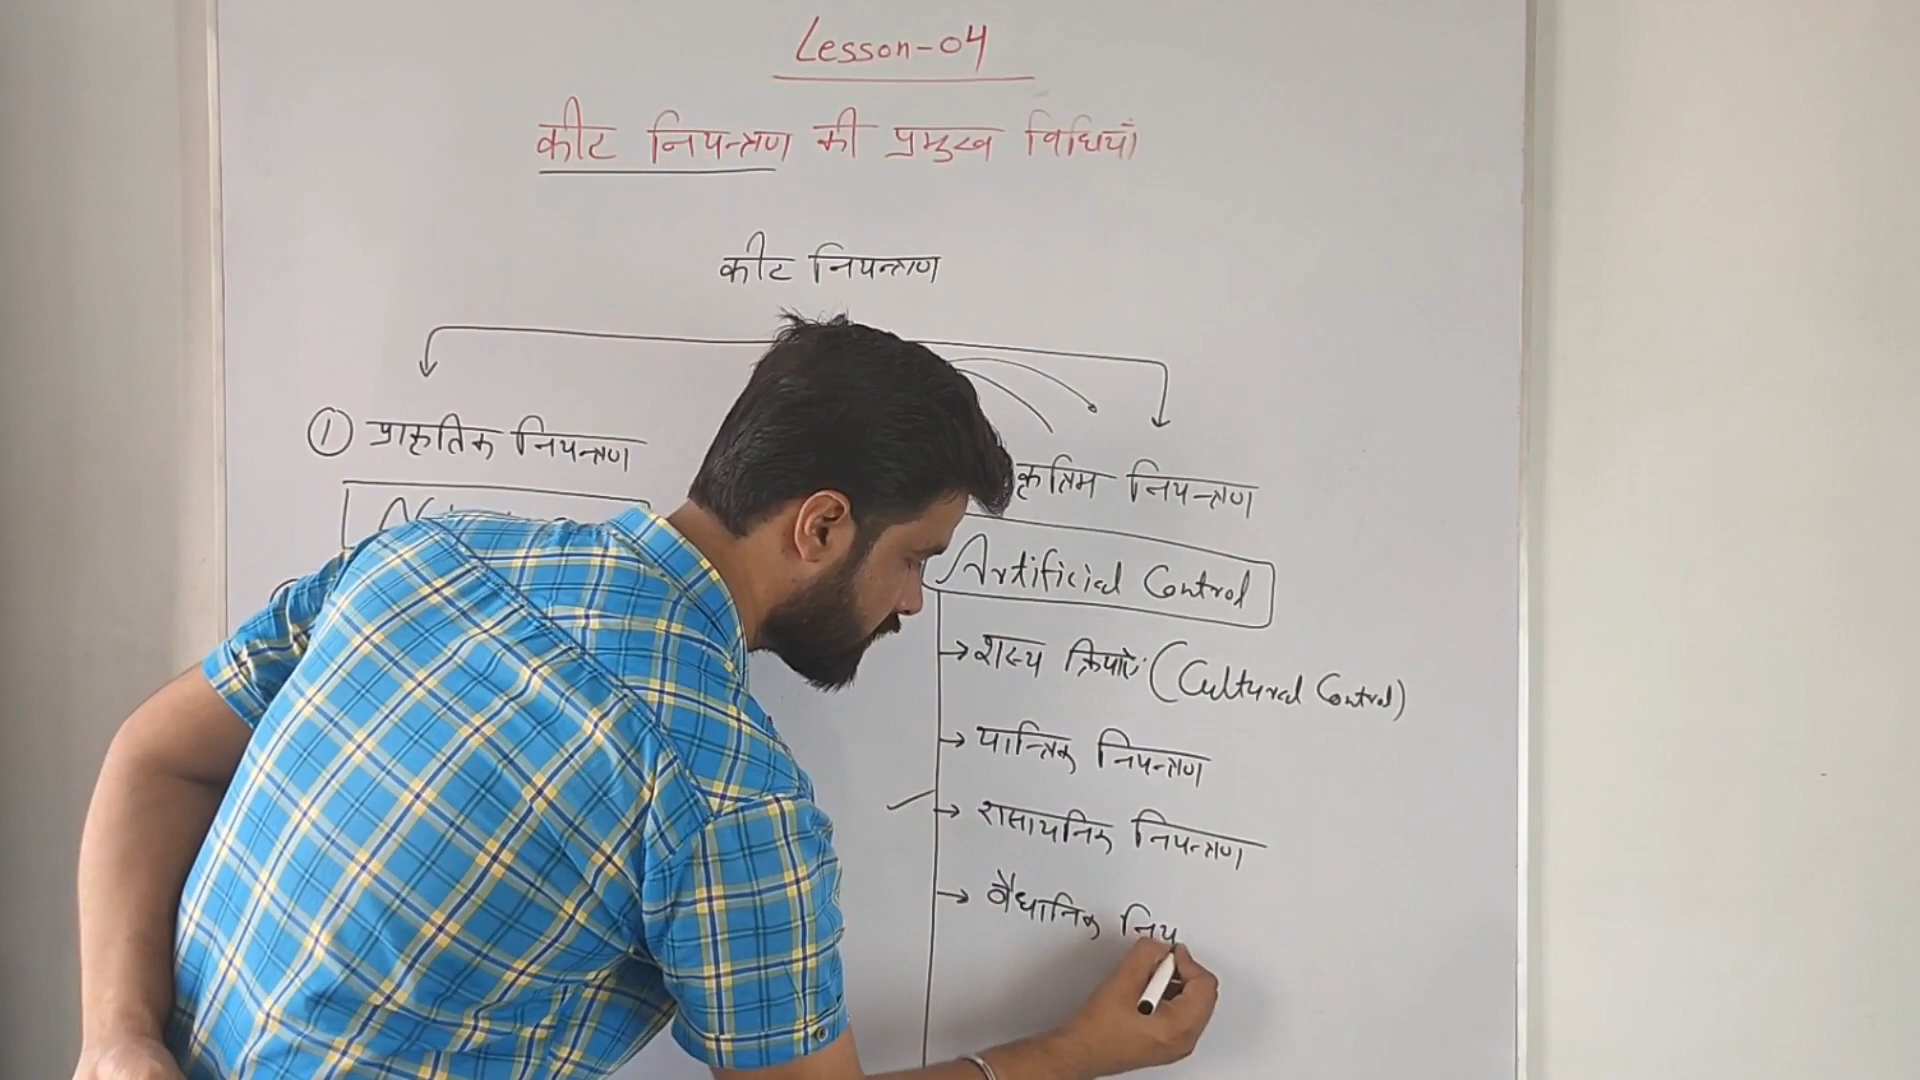 Lesson-04
कीट नियन्त्रण की प्रमुख विधियाँ
कीट नियन्त्रण
① प्राकृतिक नियन्त्रण
कृत्रिम नियन्त्रण
Artificial Control
→ शस्य क्रियाएं (Cultural Control)
→ यान्त्रिक नियन्त्रण
→ रासायनिक नियन्त्रण
→ वैधानिक निय